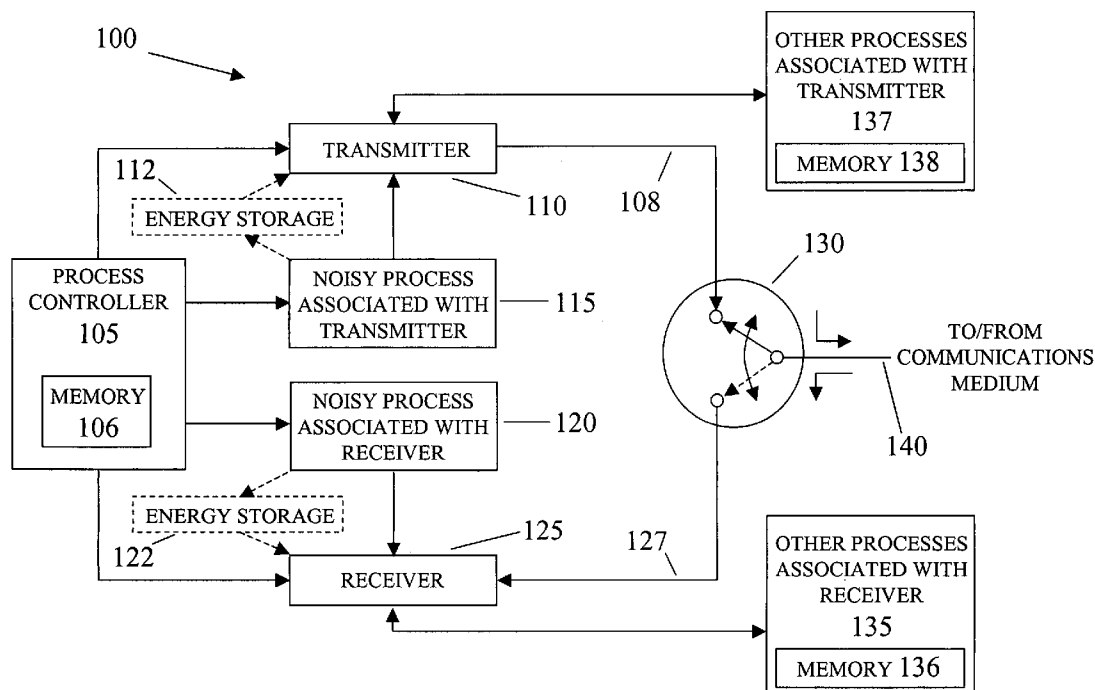 100
OTHER PROCESSES
ASSOCIATED WITH
TRANSMITTER
137
MEMORY 138
TRANSMITTER
112
110
108
ENERGY STORAGE
130
PROCESS
CONTROLLER
105
MEMORY
106
NOISY PROCESS
ASSOCIATED WITH
TRANSMITTER
115
TO/FROM
COMMUNICATIONS
MEDIUM
NOISY PROCESS
ASSOCIATED WITH
RECEIVER
120
140
ENERGY STORAGE
122
125
127
RECEIVER
OTHER PROCESSES
ASSOCIATED WITH
RECEIVER
135
MEMORY 136